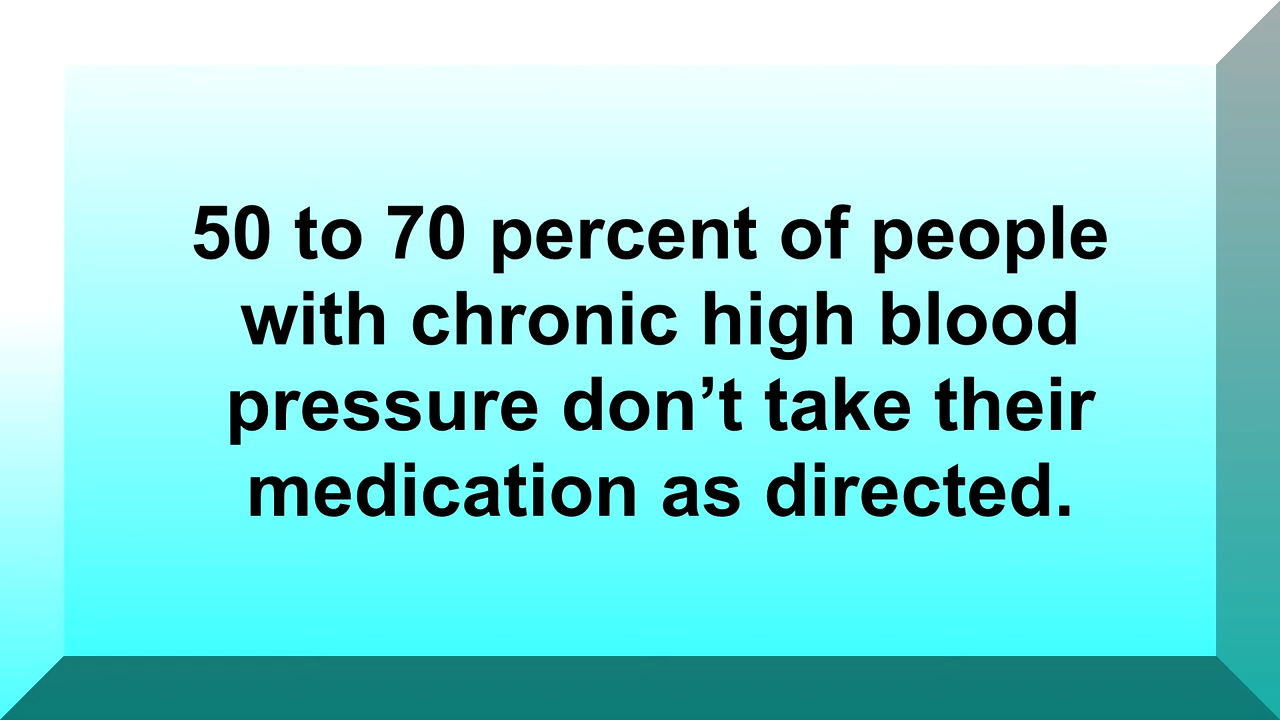 50 to 70 percent of people
with chronic high blood
pressure don’t take their
medication as directed.